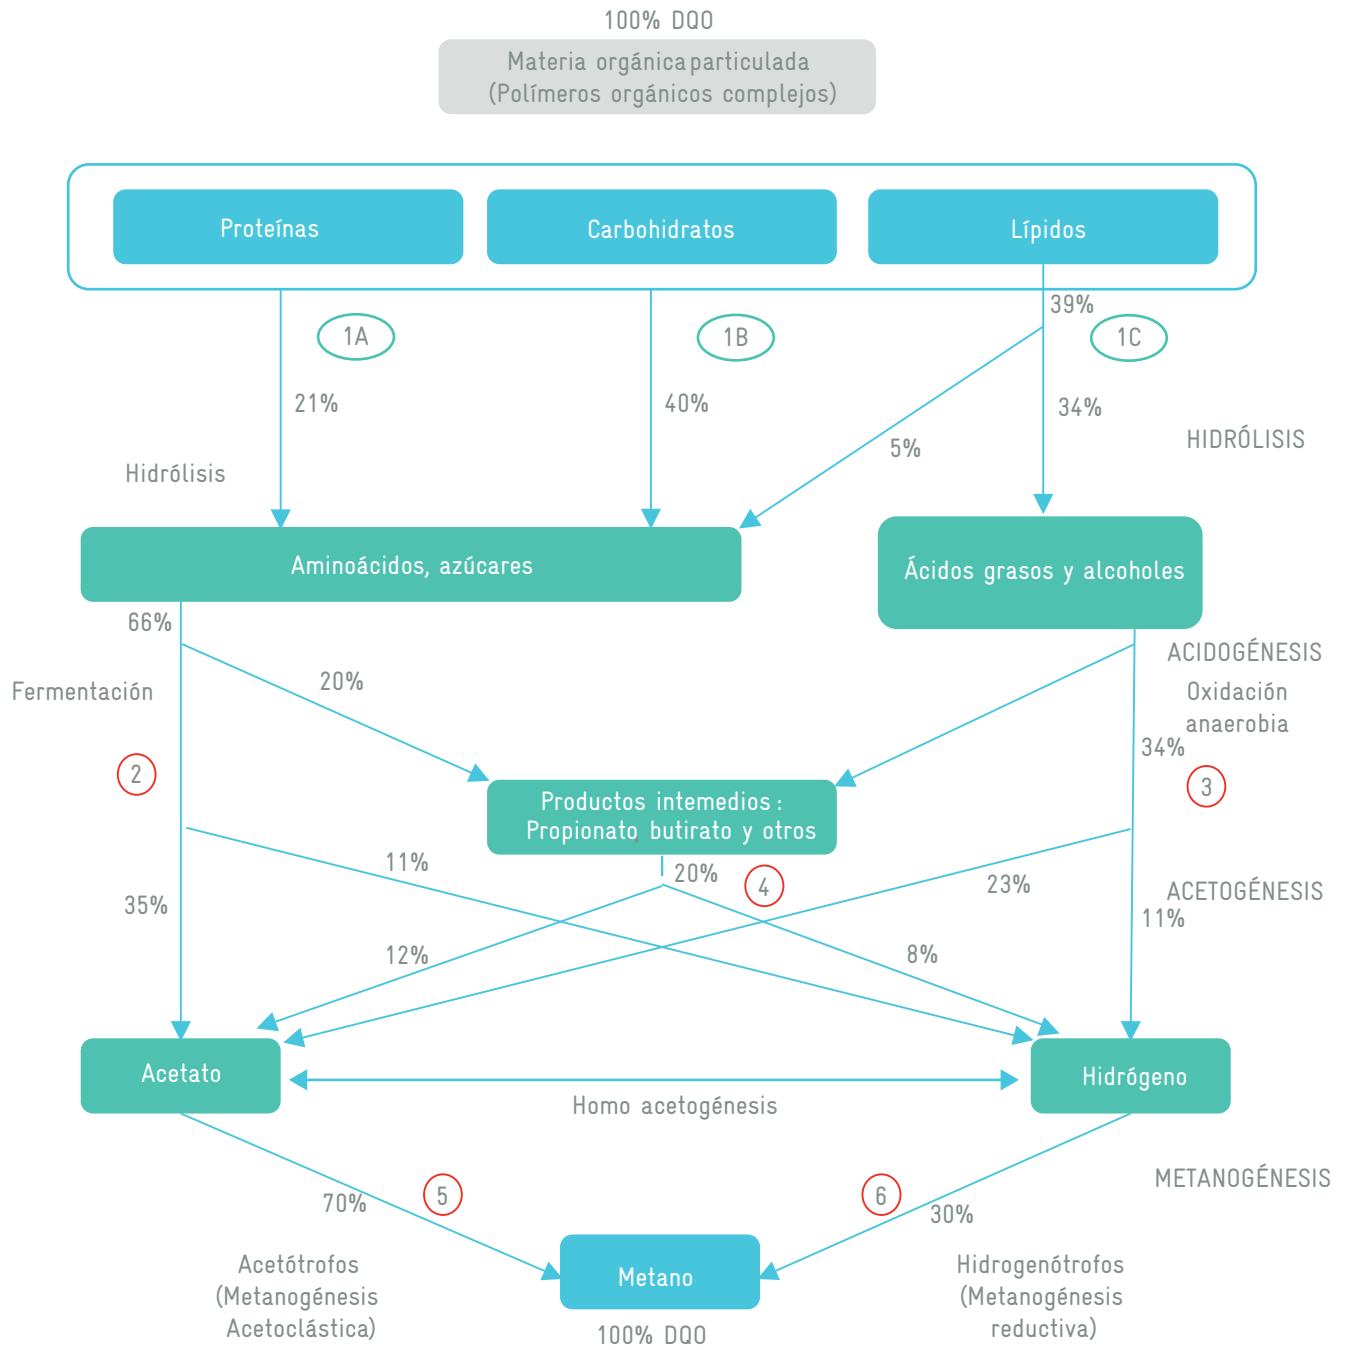 100% DQO
Materia orgánica particulada
(Polímeros orgánicos complejos)
Proteínas
Carbohidratos
Lípidos
39%
1A
1B
1C
21%
40%
34%
5%
HIDRÓLISIS
Hidrólisis
Aminoácidos, azúcares
Ácidos grasos y alcoholes
66%
ACIDOGÉNESIS
20%
Fermentación
Oxidación
anaerobia
34%
2
3
Productos intemedios :
Propionato, butirato y otros
11%
20%
4
23%
ACETOGÉNESIS
35%
11%
12%
8%
Acetato
Hidrógeno
Homo acetogénesis
METANOGÉNESIS
5
6
70%
30%
Acetótrofos
(Metanogénesis
Acetoclástica)
Metano
Hidrogenótrofos
(Metanogénesis
reductiva)
100% DQO